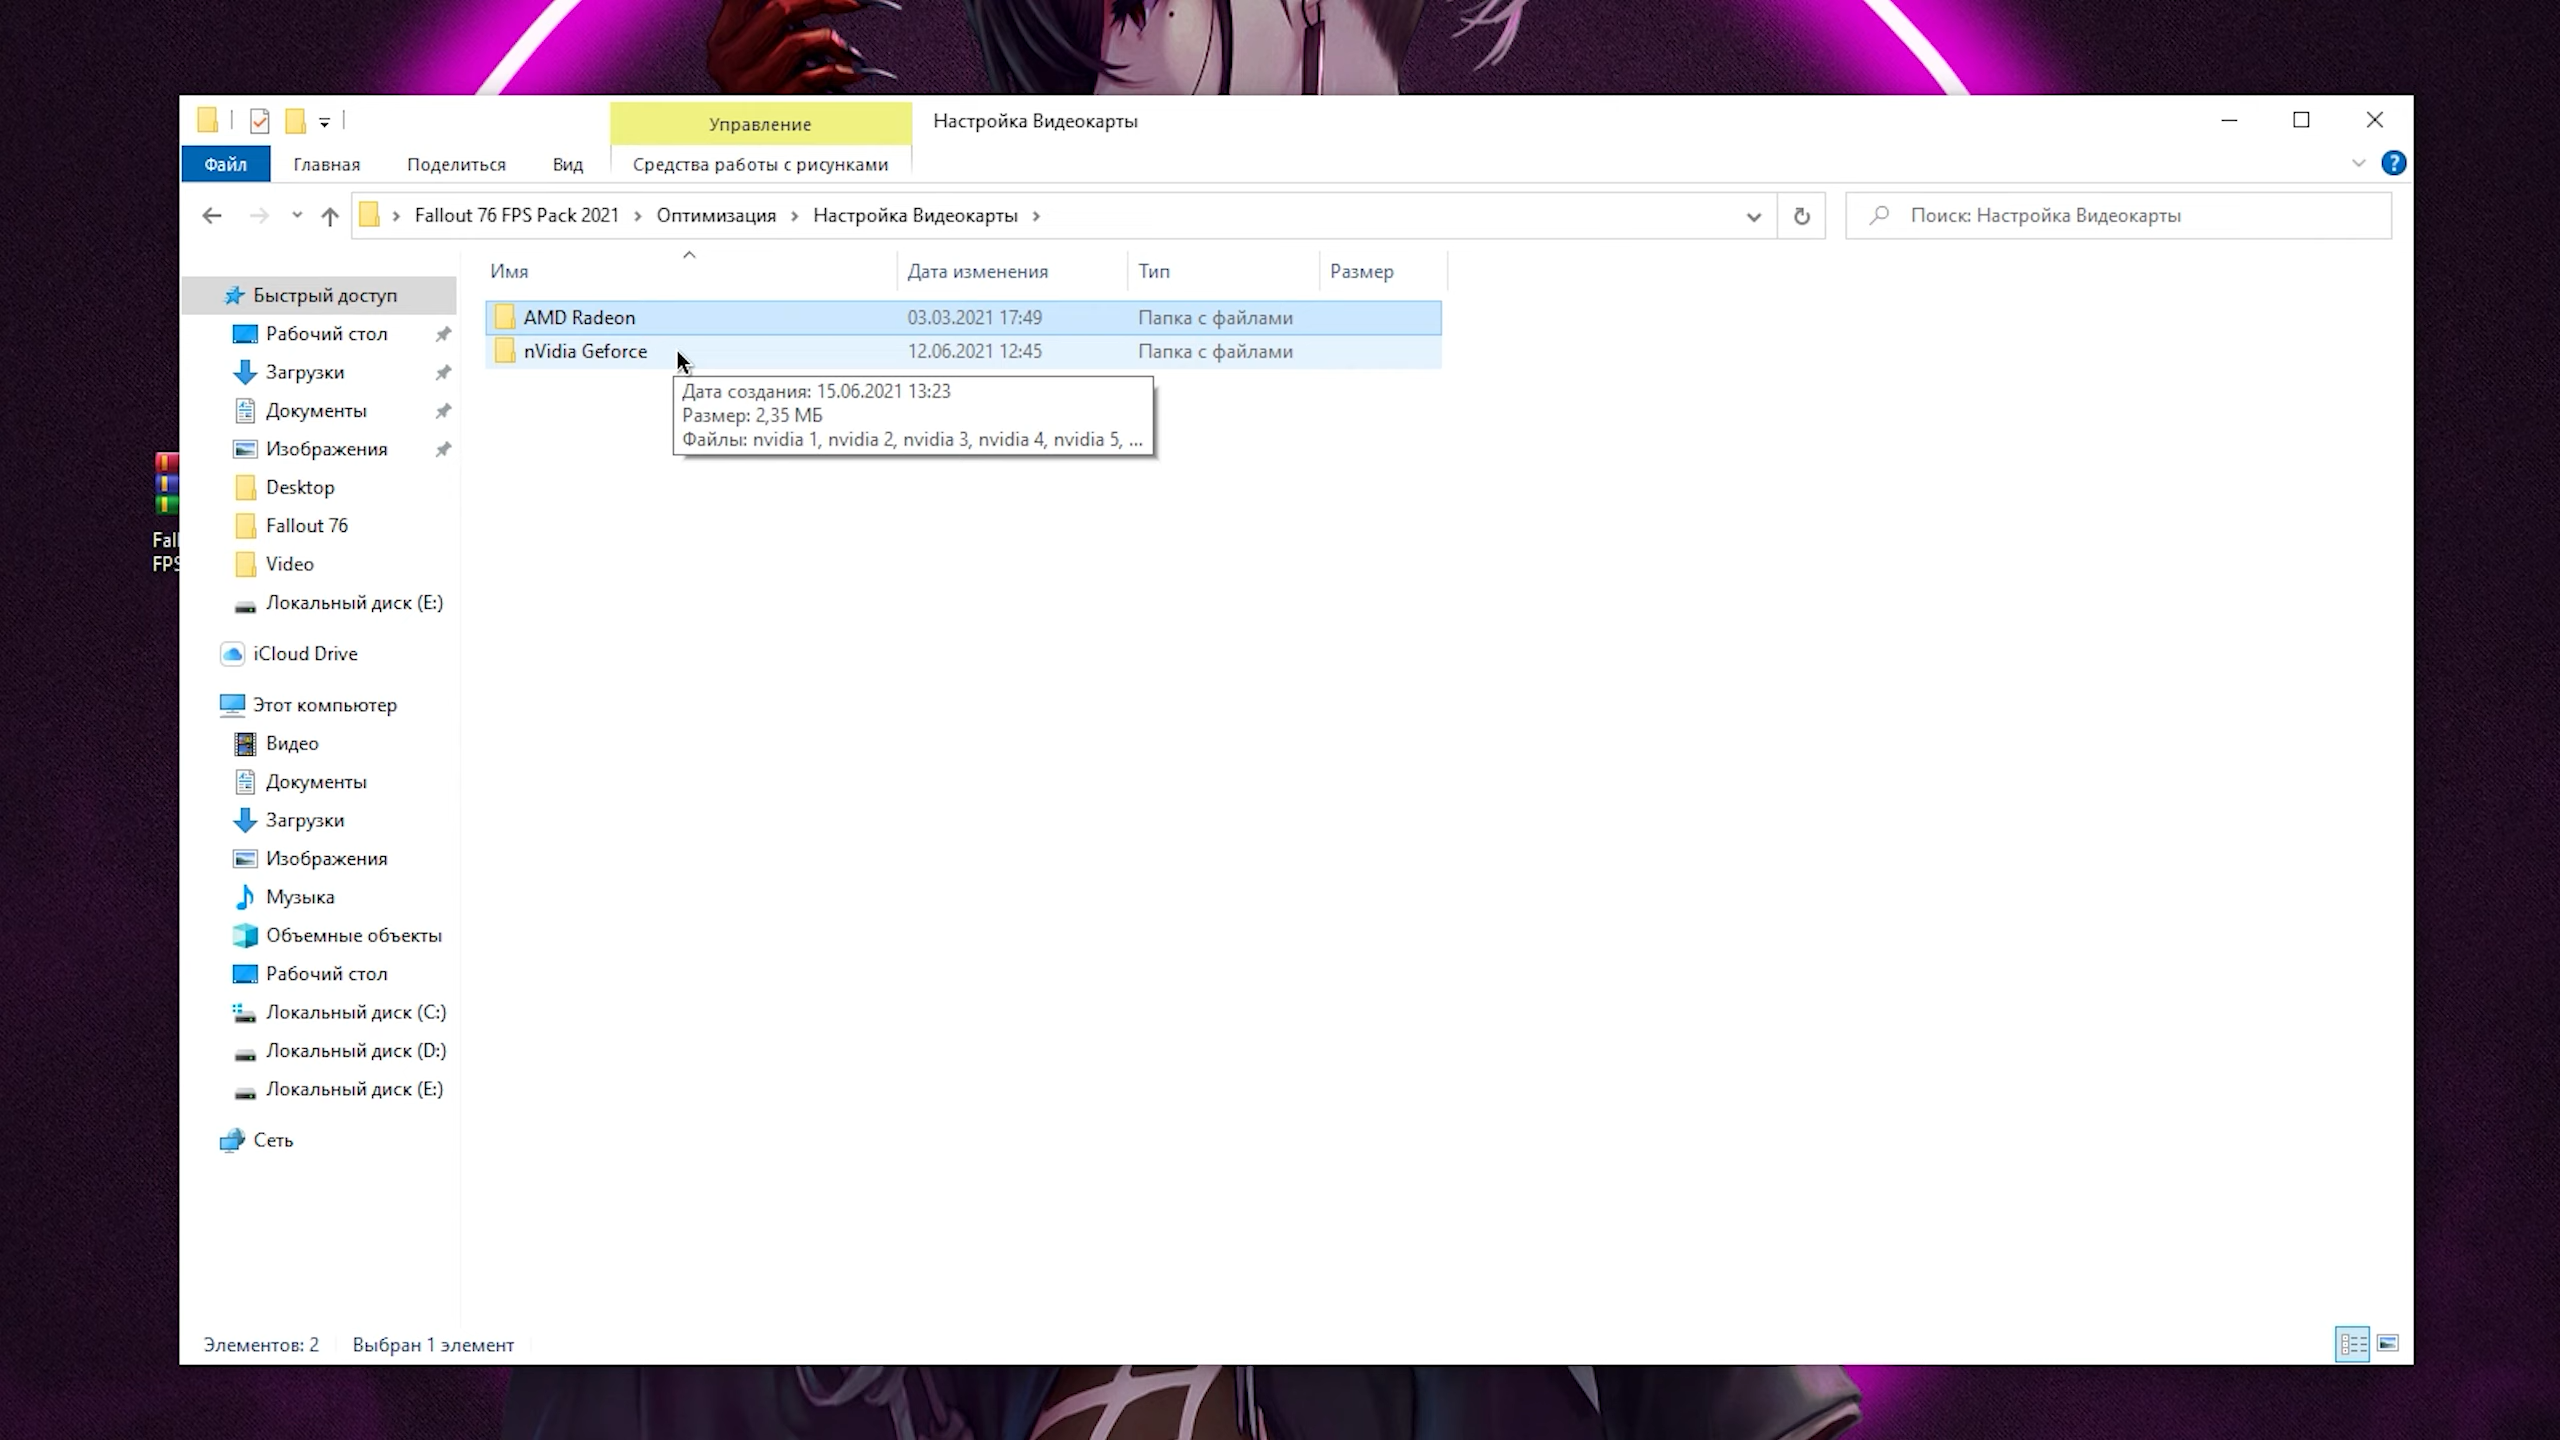 Управление
Настройка Видеокарты
Файл
Главная
Поделиться
Вид
Средства работы с рисунками
?
Fallout 76 FPS Pack 2021
Оптимизация
Настройка Видеокарты
Поиск: Настройка Видеокарты
Имя
Дата изменения
Тип
Размер
AMD Radeon
03.03.2021 17:49
Папка с файлами
nVidia Geforce
12.06.2021 12:45
Папка с файлами
Дата создания: 15.06.2021 13:23
Размер: 2,35 МБ
Файлы: nvidia 1, nvidia 2, nvidia 3, nvidia 4, nvidia 5, ...
Быстрый доступ
Рабочий стол
Загрузки
Документы
Изображения
Desktop
Fallout 76
Video
Локальный диск (E:)
iCloud Drive
Этот компьютер
Видео
Документы
Загрузки
Изображения
Музыка
Объемные объекты
Рабочий стол
Локальный диск (C:)
Локальный диск (D:)
Локальный диск (E:)
Сеть
Fall
FPS
Элементов: 2
Выбран 1 элемент